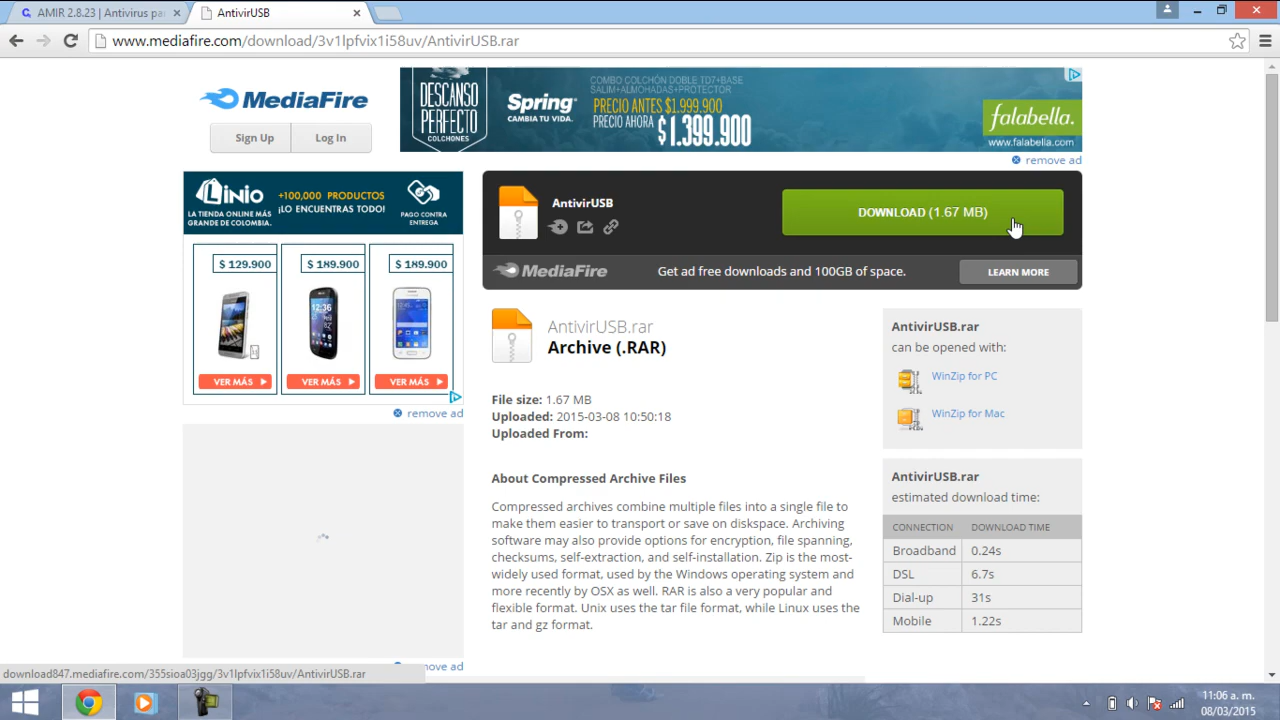 AMIR 2.8.23 | Antivirus pa
AntivirUSB
www.mediafire.com/download/3v1lpfvix1i58uv/AntivirUSB.rar
MediaFire
Sign Up
Log In
DESCANSO
PERFECTO
COLCHONES
Spring
CAMBIA TU VIDA.
COMBO COLCHÓN DOBLE TD7+BASE
SALIM+ALMOHADAS+PROTECTOR
PRECIO ANTES $1.999.900
PRECIO AHORA $1.399.900
falabella.
www.falabella.com
remove ad
LINIO
LA TIENDA ONLINE MÁS
GRANDE DE COLOMBIA.
+100,000 PRODUCTOS
¡LO ENCUENTRAS TODO!
PAGO CONTRA
ENTREGA
$ 129.900
$ 189.900
$ 189.900
VER MÁS
VER MÁS
VER MÁS
remove ad
AntivirUSB
DOWNLOAD (1.67 MB)
MediaFire
Get ad free downloads and 100GB of space.
LEARN MORE
AntivirUSB.rar
Archive (.RAR)
File size: 1.67 MB
Uploaded: 2015-03-08 10:50:18
Uploaded From:
About Compressed Archive Files
Compressed archives combine multiple files into a single file to
make them easier to transport or save on diskspace. Archiving
software may also provide options for encryption, file spanning,
checksums, self-extraction, and self-installation. Zip is the most-
widely used format, used by the Windows operating system and
more recently by OSX as well. RAR is also a very popular and
flexible format. Unix uses the tar file format, while Linux uses the
tar and gz format.
AntivirUSB.rar
can be opened with:
WinZip for PC
WinZip for Mac
AntivirUSB.rar
estimated download time:
CONNECTION DOWNLOAD TIME
Broadband 0.24s
DSL 6.7s
Dial-up 31s
Mobile 1.22s
ove ad
download847.mediafire.com/355sioa03jgg/3v1lpfvix1i58uv/AntivirUSB.rar
11:06 a. m.
08/03/2015